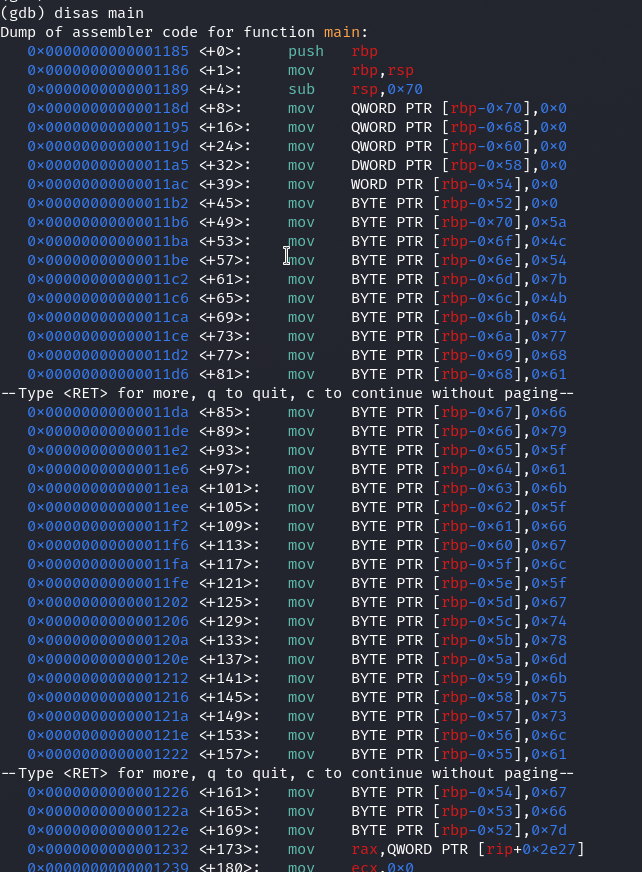 (gdb) disas main
Dump of assembler code for function main:
0x0000000000001185 <+0>: push rbp
0x0000000000001186 <+1>: mov rbp,rsp
0x0000000000001189 <+4>: sub rsp,0x70
0x000000000000118d <+8>: mov QWORD PTR [rbp-0x70],0x0
0x0000000000001195 <+16>: mov QWORD PTR [rbp-0x68],0x0
0x000000000000119d <+24>: mov QWORD PTR [rbp-0x60],0x0
0x00000000000011a5 <+32>: mov DWORD PTR [rbp-0x58],0x0
0x00000000000011ac <+39>: mov WORD PTR [rbp-0x54],0x0
0x00000000000011b2 <+45>: mov BYTE PTR [rbp-0x52],0x0
0x00000000000011b6 <+49>: mov BYTE PTR [rbp-0x70],0x5a
0x00000000000011ba <+53>: mov BYTE PTR [rbp-0x6f],0x4c
0x00000000000011be <+57>: mov BYTE PTR [rbp-0x6e],0x54
0x00000000000011c2 <+61>: mov BYTE PTR [rbp-0x6d],0x7b
0x00000000000011c6 <+65>: mov BYTE PTR [rbp-0x6c],0x4b
0x00000000000011ca <+69>: mov BYTE PTR [rbp-0x6b],0x64
0x00000000000011ce <+73>: mov BYTE PTR [rbp-0x6a],0x77
0x00000000000011d2 <+77>: mov BYTE PTR [rbp-0x69],0x68
0x00000000000011d6 <+81>: mov BYTE PTR [rbp-0x68],0x61
--Type <RET> for more, q to quit, c to continue without paging--
0x00000000000011da <+85>: mov BYTE PTR [rbp-0x67],0x66
0x00000000000011de <+89>: mov BYTE PTR [rbp-0x66],0x79
0x00000000000011e2 <+93>: mov BYTE PTR [rbp-0x65],0x5f
0x00000000000011e6 <+97>: mov BYTE PTR [rbp-0x64],0x61
0x00000000000011ea <+101>: mov BYTE PTR [rbp-0x63],0x6b
0x00000000000011ee <+105>: mov BYTE PTR [rbp-0x62],0x5f
0x00000000000011f2 <+109>: mov BYTE PTR [rbp-0x61],0x66
0x00000000000011f6 <+113>: mov BYTE PTR [rbp-0x60],0x67
0x00000000000011fa <+117>: mov BYTE PTR [rbp-0x5f],0x6c
0x00000000000011fe <+121>: mov BYTE PTR [rbp-0x5e],0x5f
0x0000000000001202 <+125>: mov BYTE PTR [rbp-0x5d],0x67
0x0000000000001206 <+129>: mov BYTE PTR [rbp-0x5c],0x74
0x000000000000120a <+133>: mov BYTE PTR [rbp-0x5b],0x78
0x000000000000120e <+137>: mov BYTE PTR [rbp-0x5a],0x6d
0x0000000000001212 <+141>: mov BYTE PTR [rbp-0x59],0x6b
0x0000000000001216 <+145>: mov BYTE PTR [rbp-0x58],0x75
0x000000000000121a <+149>: mov BYTE PTR [rbp-0x57],0x73
0x000000000000121e <+153>: mov BYTE PTR [rbp-0x56],0x6c
0x0000000000001222 <+157>: mov BYTE PTR [rbp-0x55],0x61
--Type <RET> for more, q to quit, c to continue without paging--
0x0000000000001226 <+161>: mov BYTE PTR [rbp-0x54],0x67
0x000000000000122a <+165>: mov BYTE PTR [rbp-0x53],0x66
0x000000000000122e <+169>: mov BYTE PTR [rbp-0x52],0x7d
0x0000000000001232 <+173>: mov rax,QWORD PTR [rip+0x2e27]
0x0000000000001239 <+180>: mov ecx,0x0